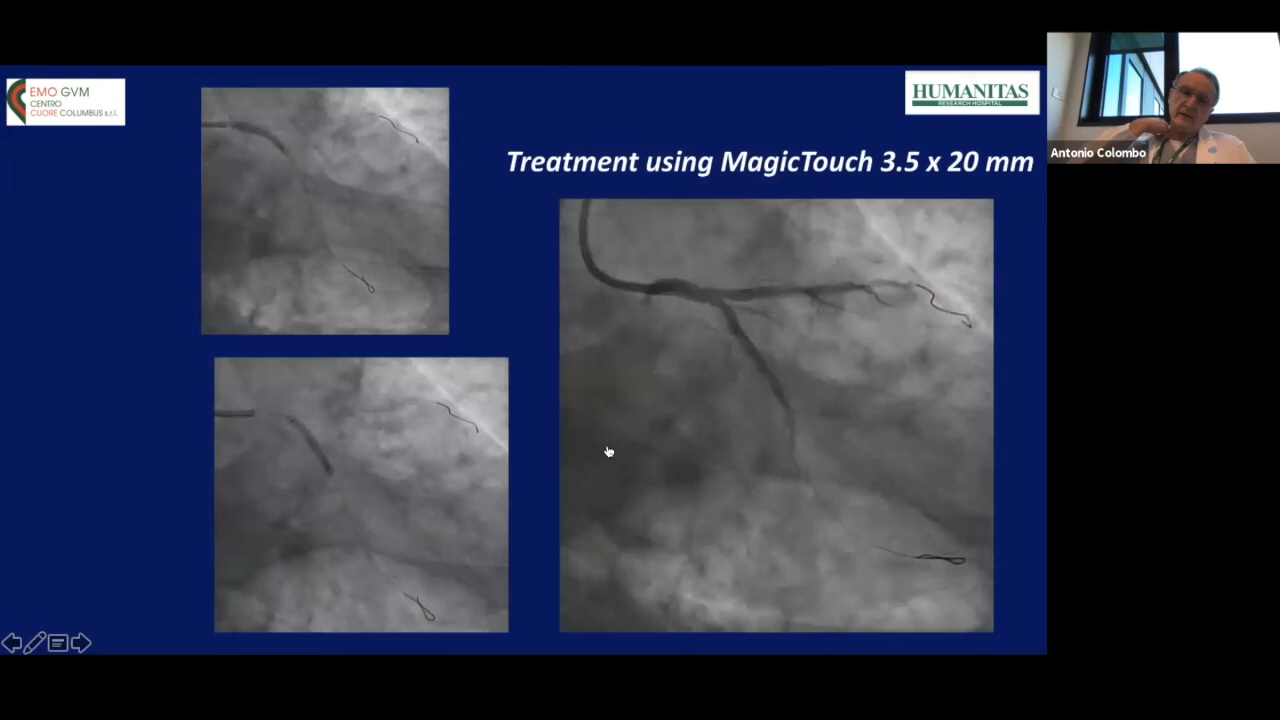 EMO GVM
CENTRO
CUORE COLUMBUS s.r.l.
HUMANITAS
RESEARCH HOSPITAL
Treatment using MagicTouch 3.5 x 20 mm
Antonio Colombo